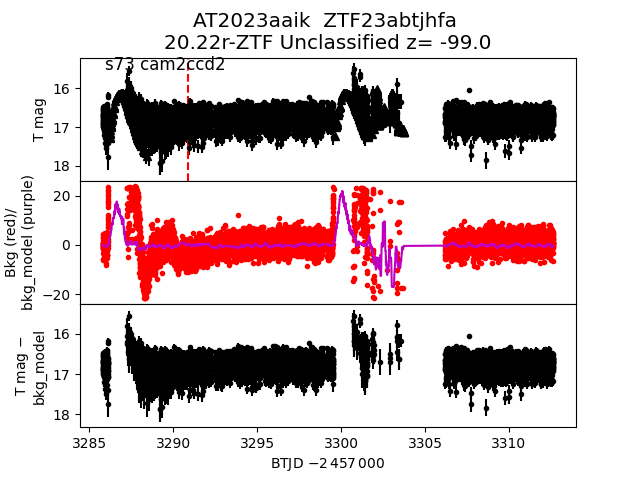 AT2023aaik  ZTF23abtjhfa
20.22r-ZTF Unclassified z= -99.0
s73 cam2ccd2
T mag
16
17
18
Bkg (red)/
bkg_model (purple)
20
0
−20
T mag −
bkg_model
16
17
18
3285 3290 3295 3300 3305 3310
BTJD −2 457 000